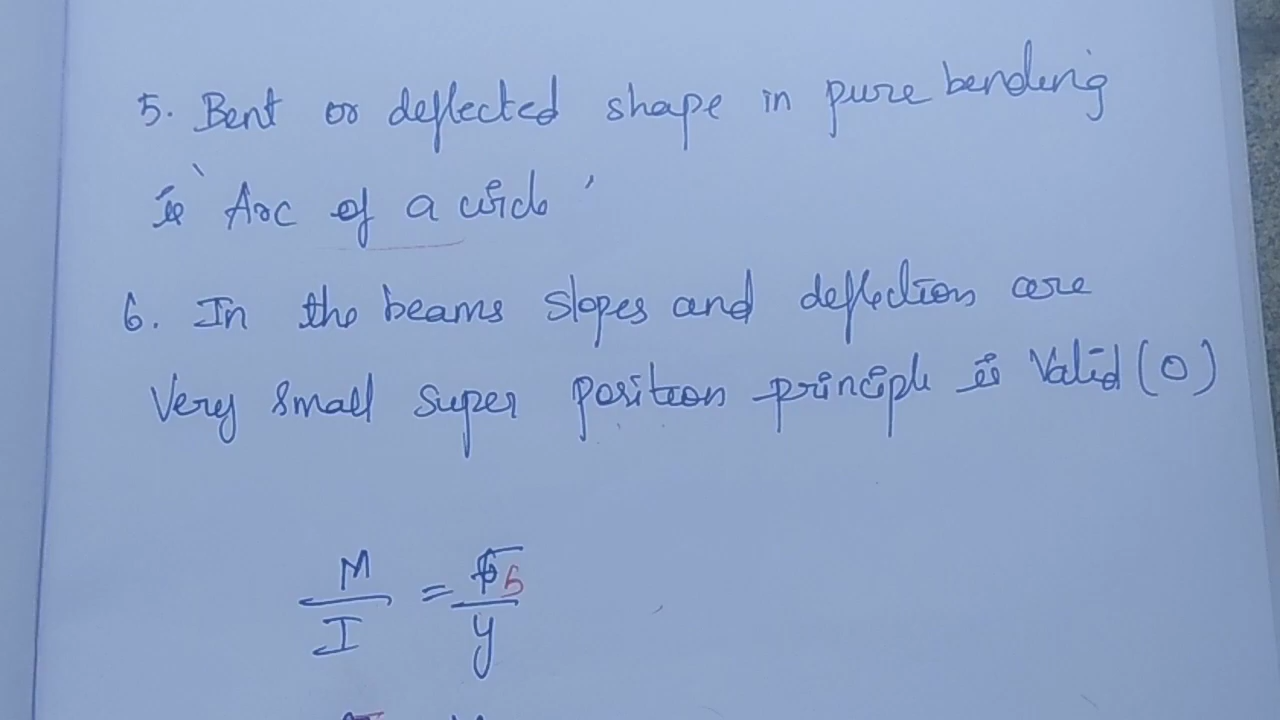 5. Bent or deflected shape in pure bending
is 'Arc of a circle'
6. In the beams slopes and deflection are
Very small super position principle is Valid (0)
M/I = σb/y